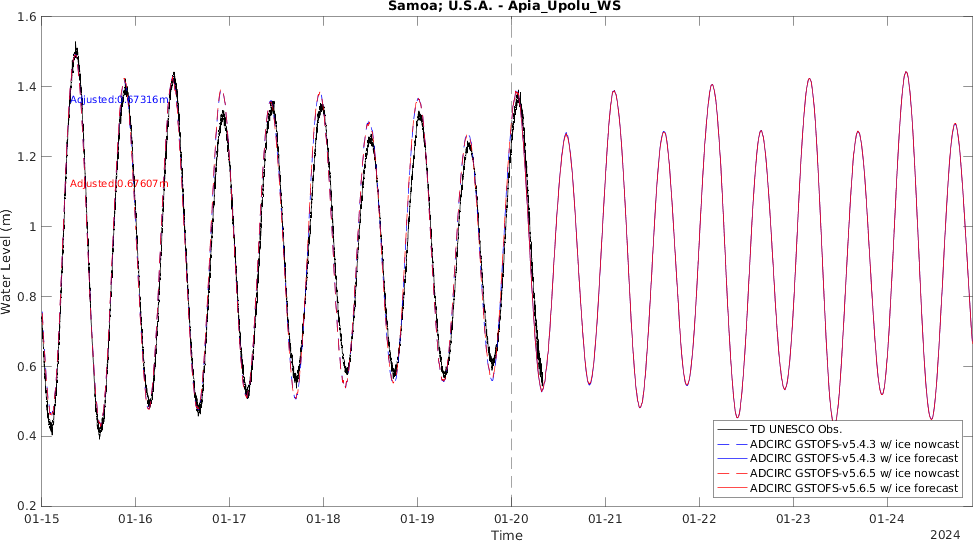 Samoa; U.S.A. - Apia_Upolu_WS
1.6
1.4
1.2
1
0.8
0.6
0.4
0.2
Water Level (m)
Adjusted:0.67316m
Adjusted:0.67607m
TD UNESCO Obs.
ADCIRC GSTOFS-v5.4.3 w/ ice nowcast
ADCIRC GSTOFS-v5.4.3 w/ ice forecast
ADCIRC GSTOFS-v5.6.5 w/ ice nowcast
ADCIRC GSTOFS-v5.6.5 w/ ice forecast
01-15 01-16 01-17 01-18 01-19 01-20 01-21 01-22 01-23 01-24
Time
2024